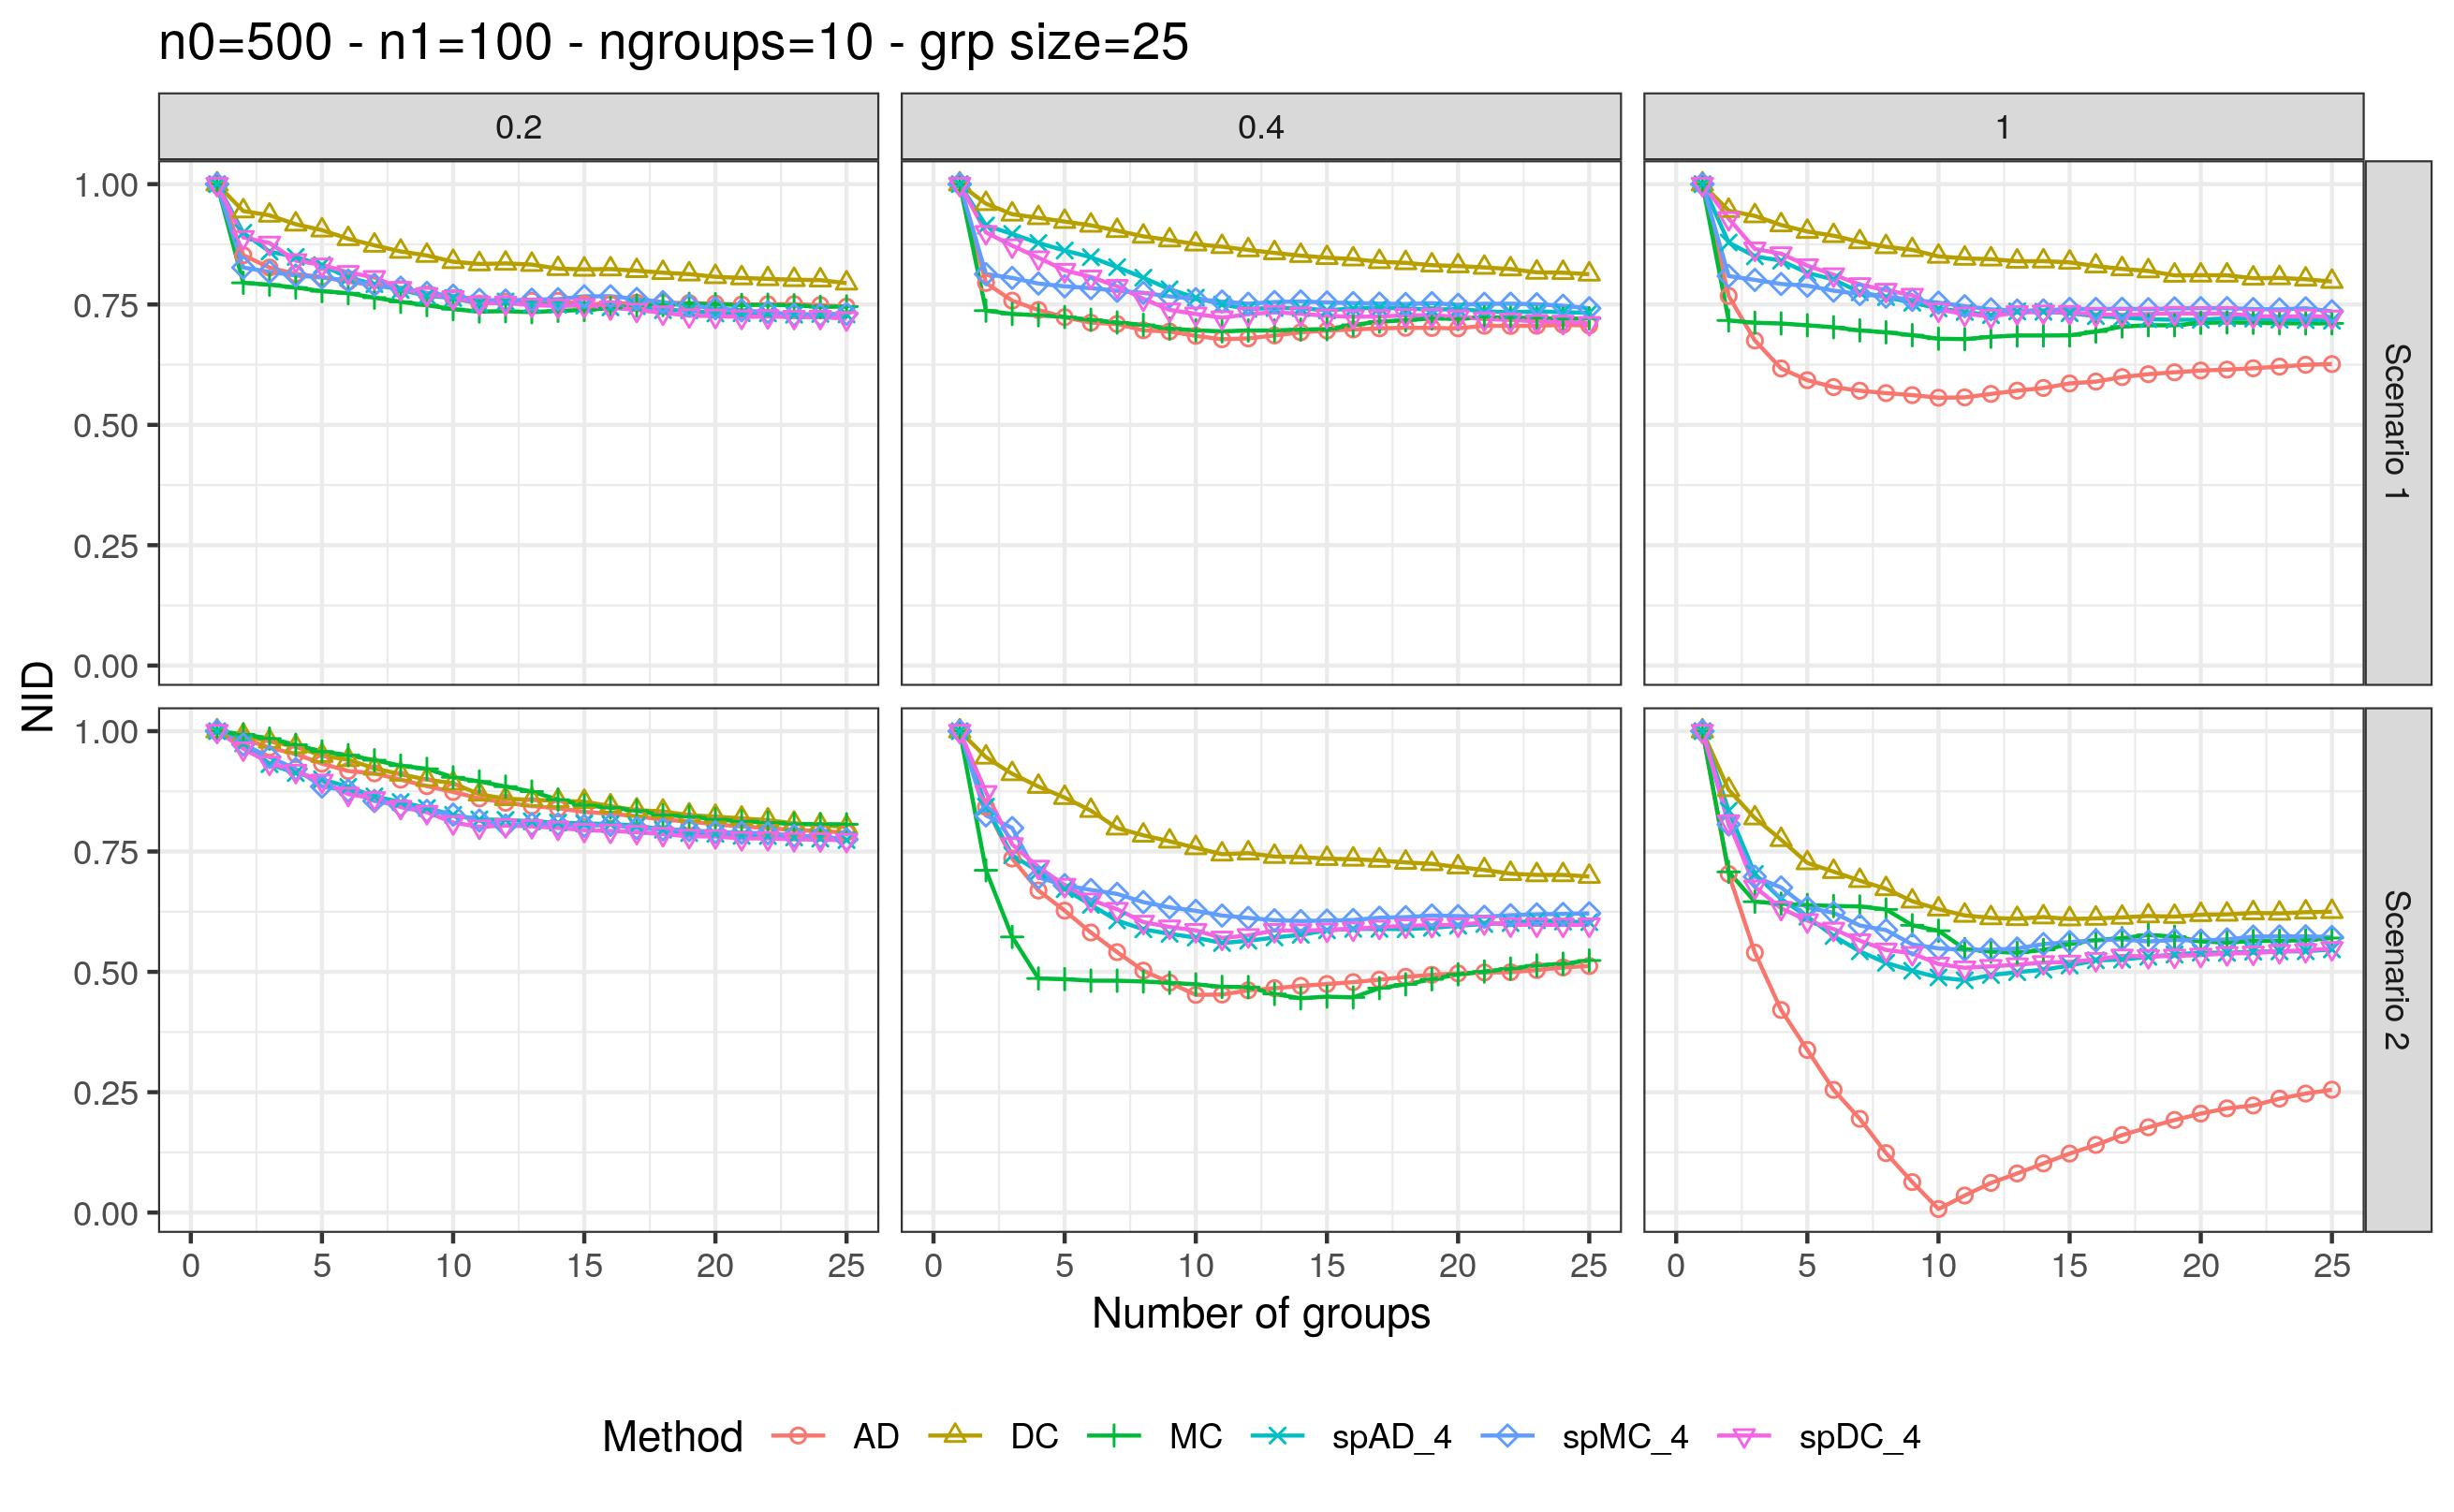 n0=500 - n1=100 - ngroups=10 - grp size=25
0.2 0.4 1
1.00
0.75
0.50
0.25
0.00
Scenario 1
NID
1.00
0.75
0.50
0.25
0.00
Scenario 2
0 5 10 15 20 25 0 5 10 15 20 25 0 5 10 15 20 25
Number of groups
Method AD DC MC spAD_4 spMC_4 spDC_4